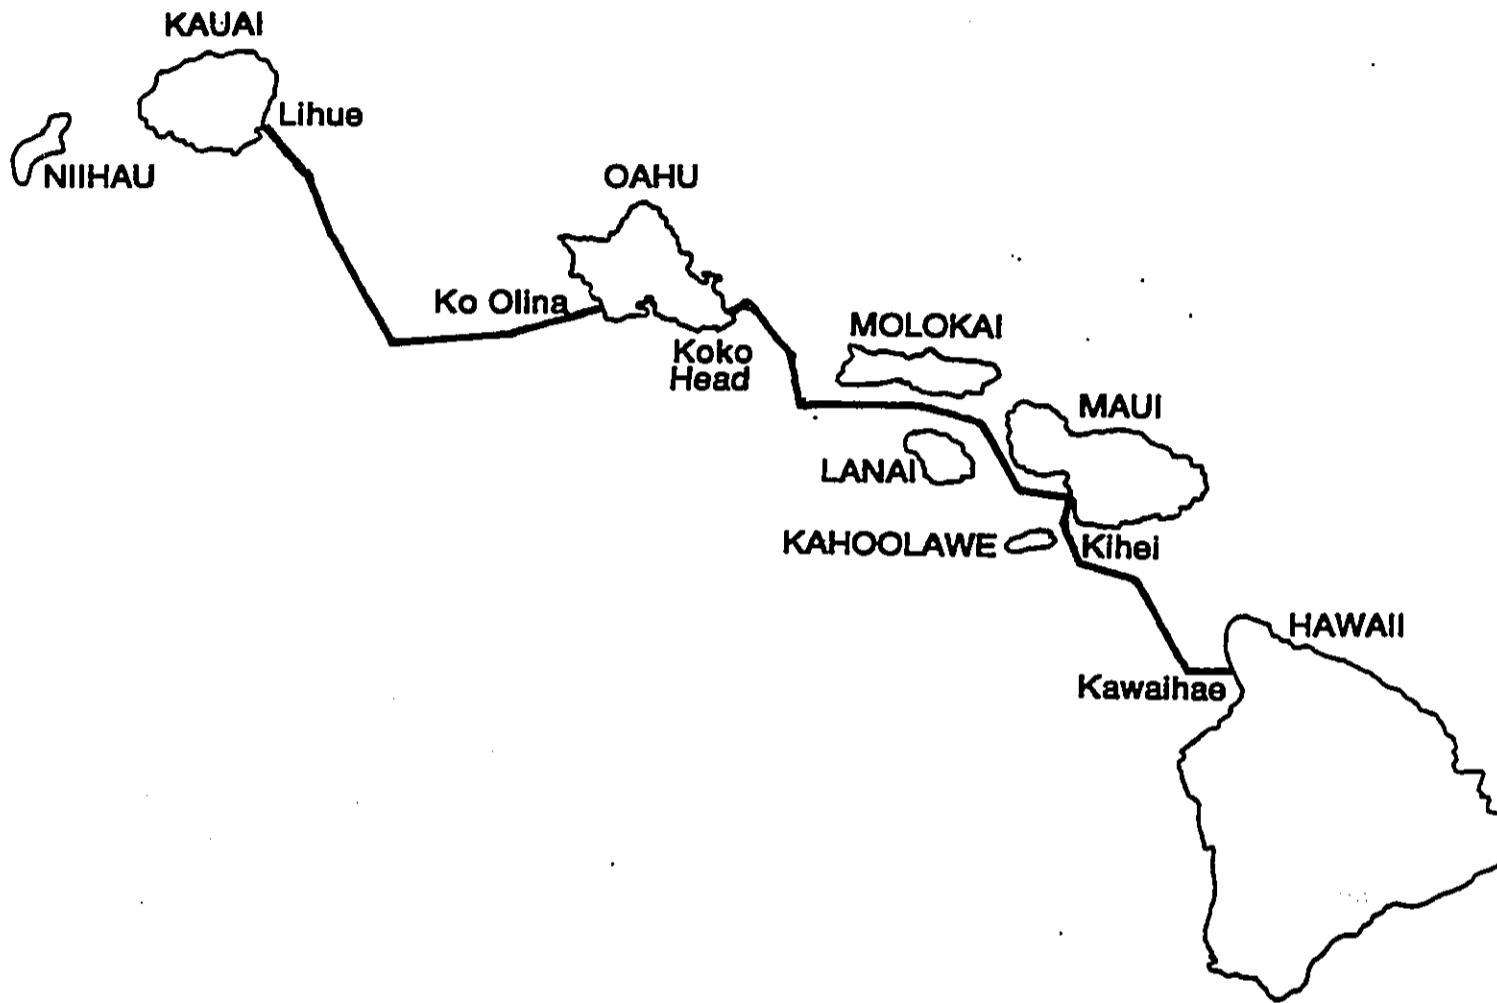 KAUAI
Lihue
NIIHAU
OAHU
Ko Olina
Koko
Head
MOLOKAI
MAUI
LANAI
KAHOOLAWE
Kihei
HAWAII
Kawaihae